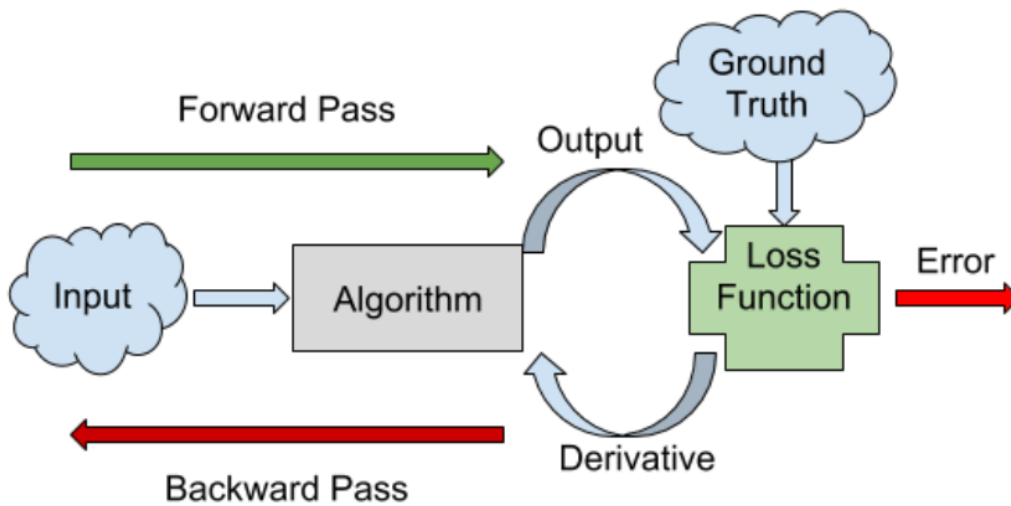 Ground
Truth
Forward Pass
Output
Loss
Function
Error
Input
Algorithm
Derivative
Backward Pass